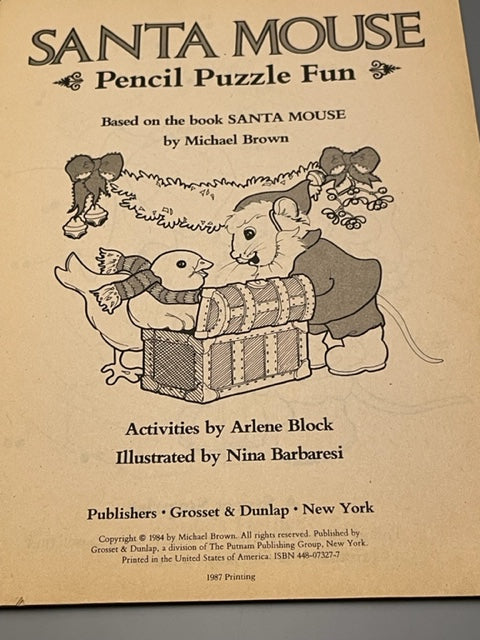 SANTA MOUSE
Pencil Puzzle Fun
Based on the book SANTA MOUSE
by Michael Brown
Activities by Arlene Block
Illustrated by Nina Barbaresi
Publishers • Grosset & Dunlap • New York
Copyright © 1984 by Michael Brown. All rights reserved. Published by
Grosset & Dunlap, a division of The Putnam Publishing Group, New York.
Printed in the United States of America. ISBN 448-07327-7
1987 Printing